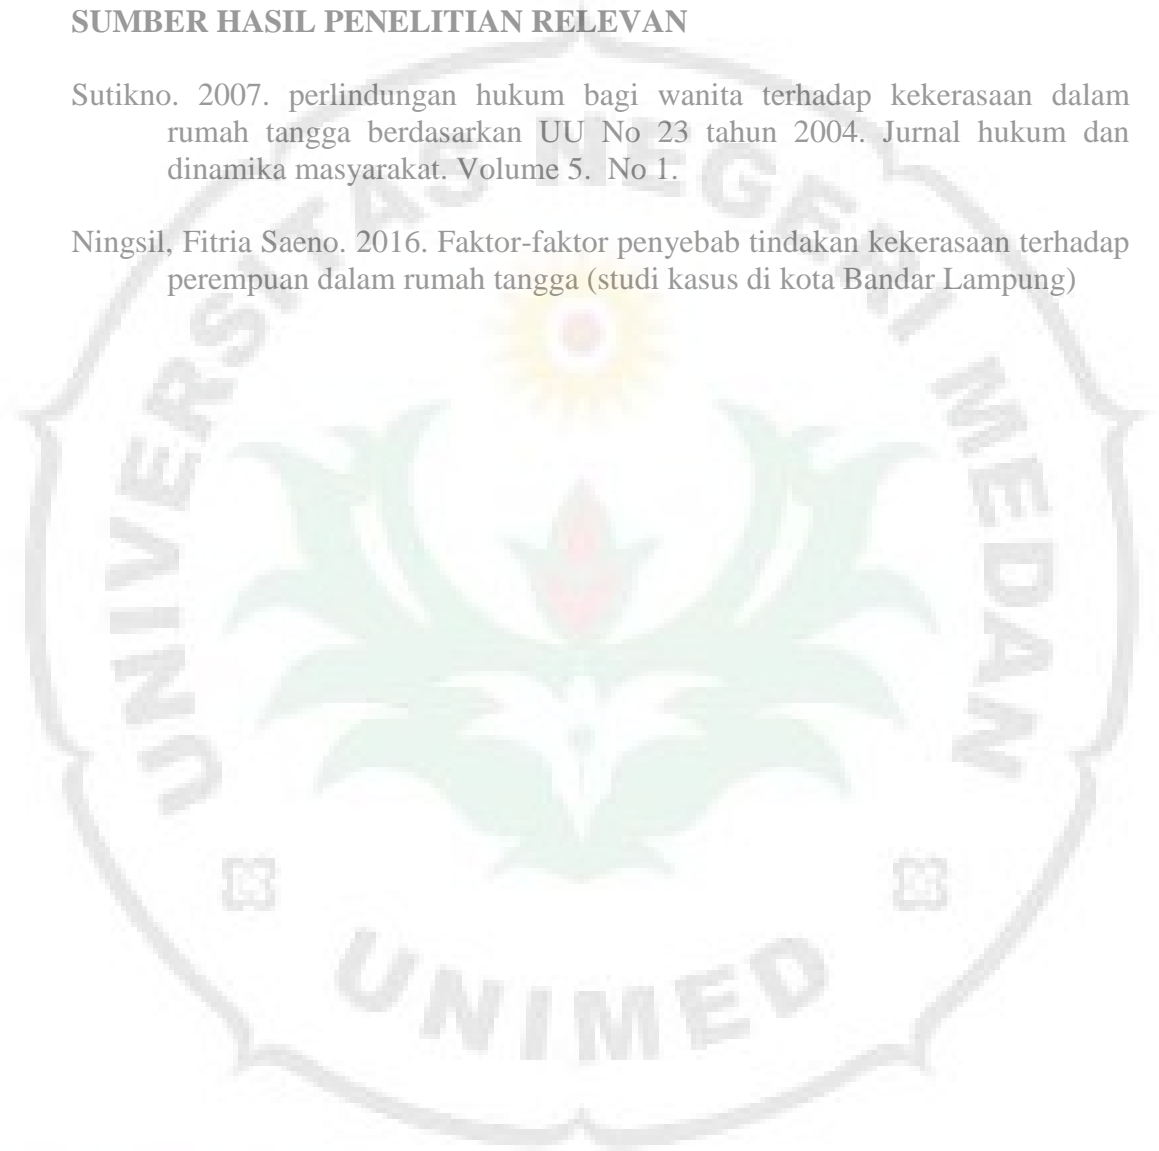 SUMBER HASIL PENELITIAN RELEVAN
Sutikno. 2007. perlindungan hukum bagi wanita terhadap kekerasaan dalam
rumah tangga berdasarkan UU No 23 tahun 2004. Jurnal hukum dan
dinamika masyarakat. Volume 5. No 1.
Ningsil, Fitria Saeno. 2016. Faktor-faktor penyebab tindakan kekerasaan terhadap
perempuan dalam rumah tangga (studi kasus di kota Bandar Lampung)
UNIVERSITAS NEGERI MEDAN
UNIMED